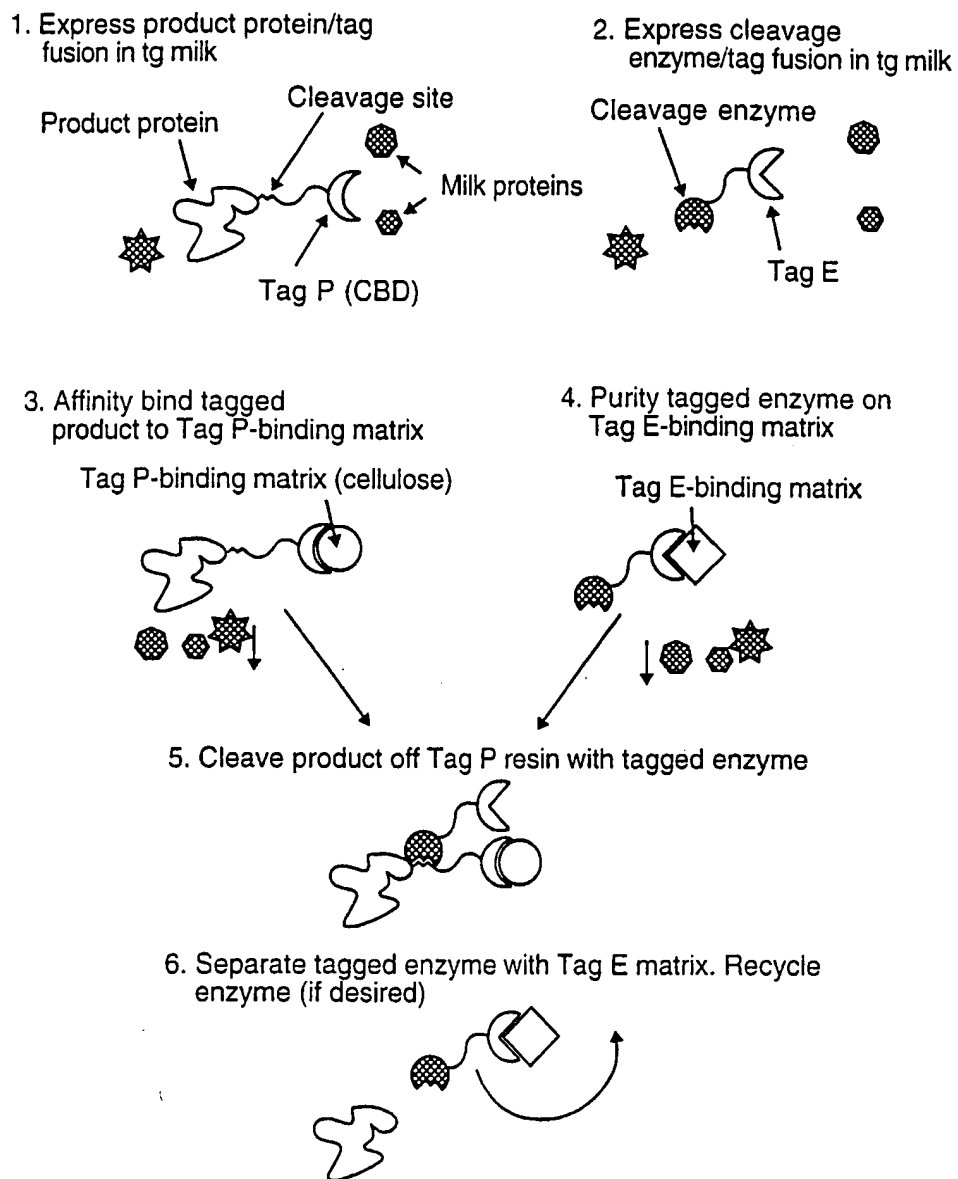 1. Express product protein/tag
fusion in tg milk
2. Express cleavage
enzyme/tag fusion in tg milk
Cleavage site
Product protein
Milk proteins
Tag P (CBD)
Cleavage enzyme
Tag E
3. Affinity bind tagged
product to Tag P-binding matrix
Tag P-binding matrix (cellulose)
4. Purity tagged enzyme on
Tag E-binding matrix
Tag E-binding matrix
5. Cleave product off Tag P resin with tagged enzyme
6. Separate tagged enzyme with Tag E matrix. Recycle
enzyme (if desired)